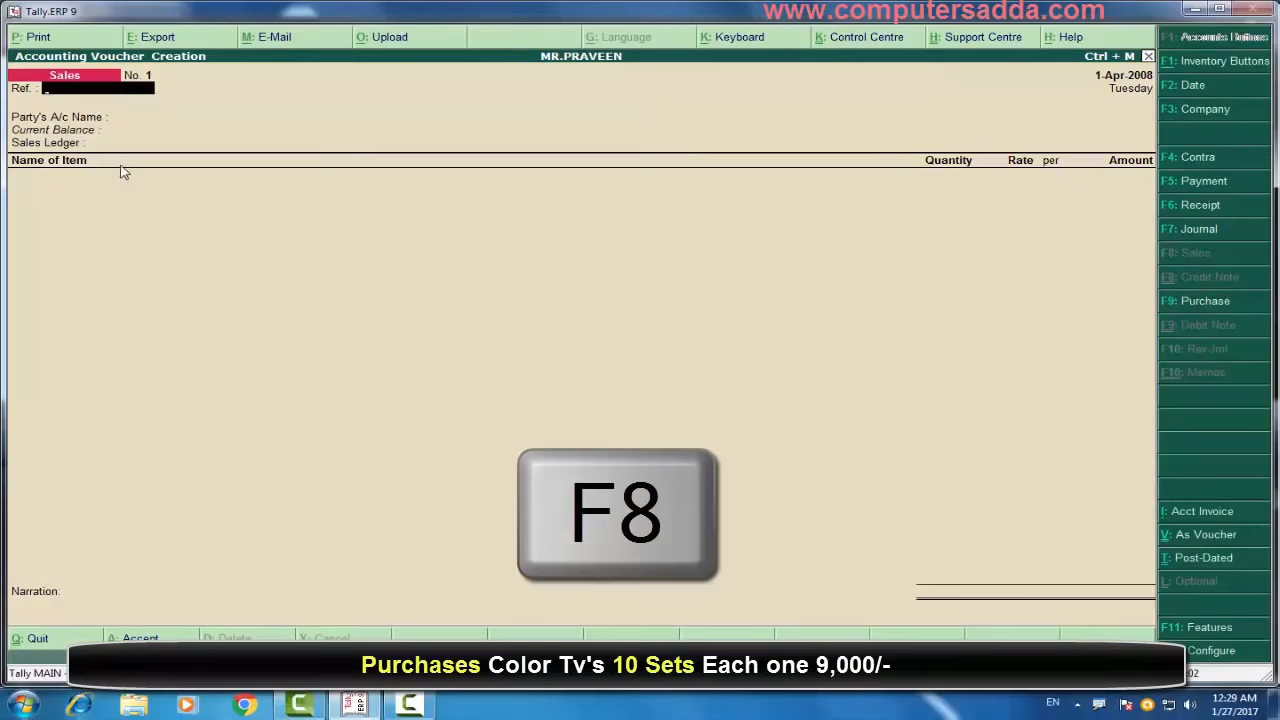 Tally.ERP 9
www.computersadda.com
P: Print E: Export M: E-Mail O: Upload G: Language K: Keyboard K: Control Centre H: Support Centre H: Help
Accounting Voucher Creation MR.PRAVEEN Ctrl + M
Sales No. 1 1-Apr-2008
Ref. : Tuesday
Party's A/c Name :
Current Balance :
Sales Ledger :
Name of Item Quantity Rate per Amount
F1: Inventory Buttons
F2: Date
F3: Company
F4: Contra
F5: Payment
F6: Receipt
F7: Journal
F8: Sales
F8: Credit Note
F9: Purchase
F9: Debit Note
F10: Rev Jrnl
F10: Memos
I: Acct Invoice
V: As Voucher
T: Post-Dated
L: Optional
F11: Features
Configure
F8
Narration:
Q: Quit A: Accept D: Delete X: Cancel
Tally MAIN
Purchases Color Tv's 10 Sets Each one 9,000/-
EN 12:29 AM
1/27/2017